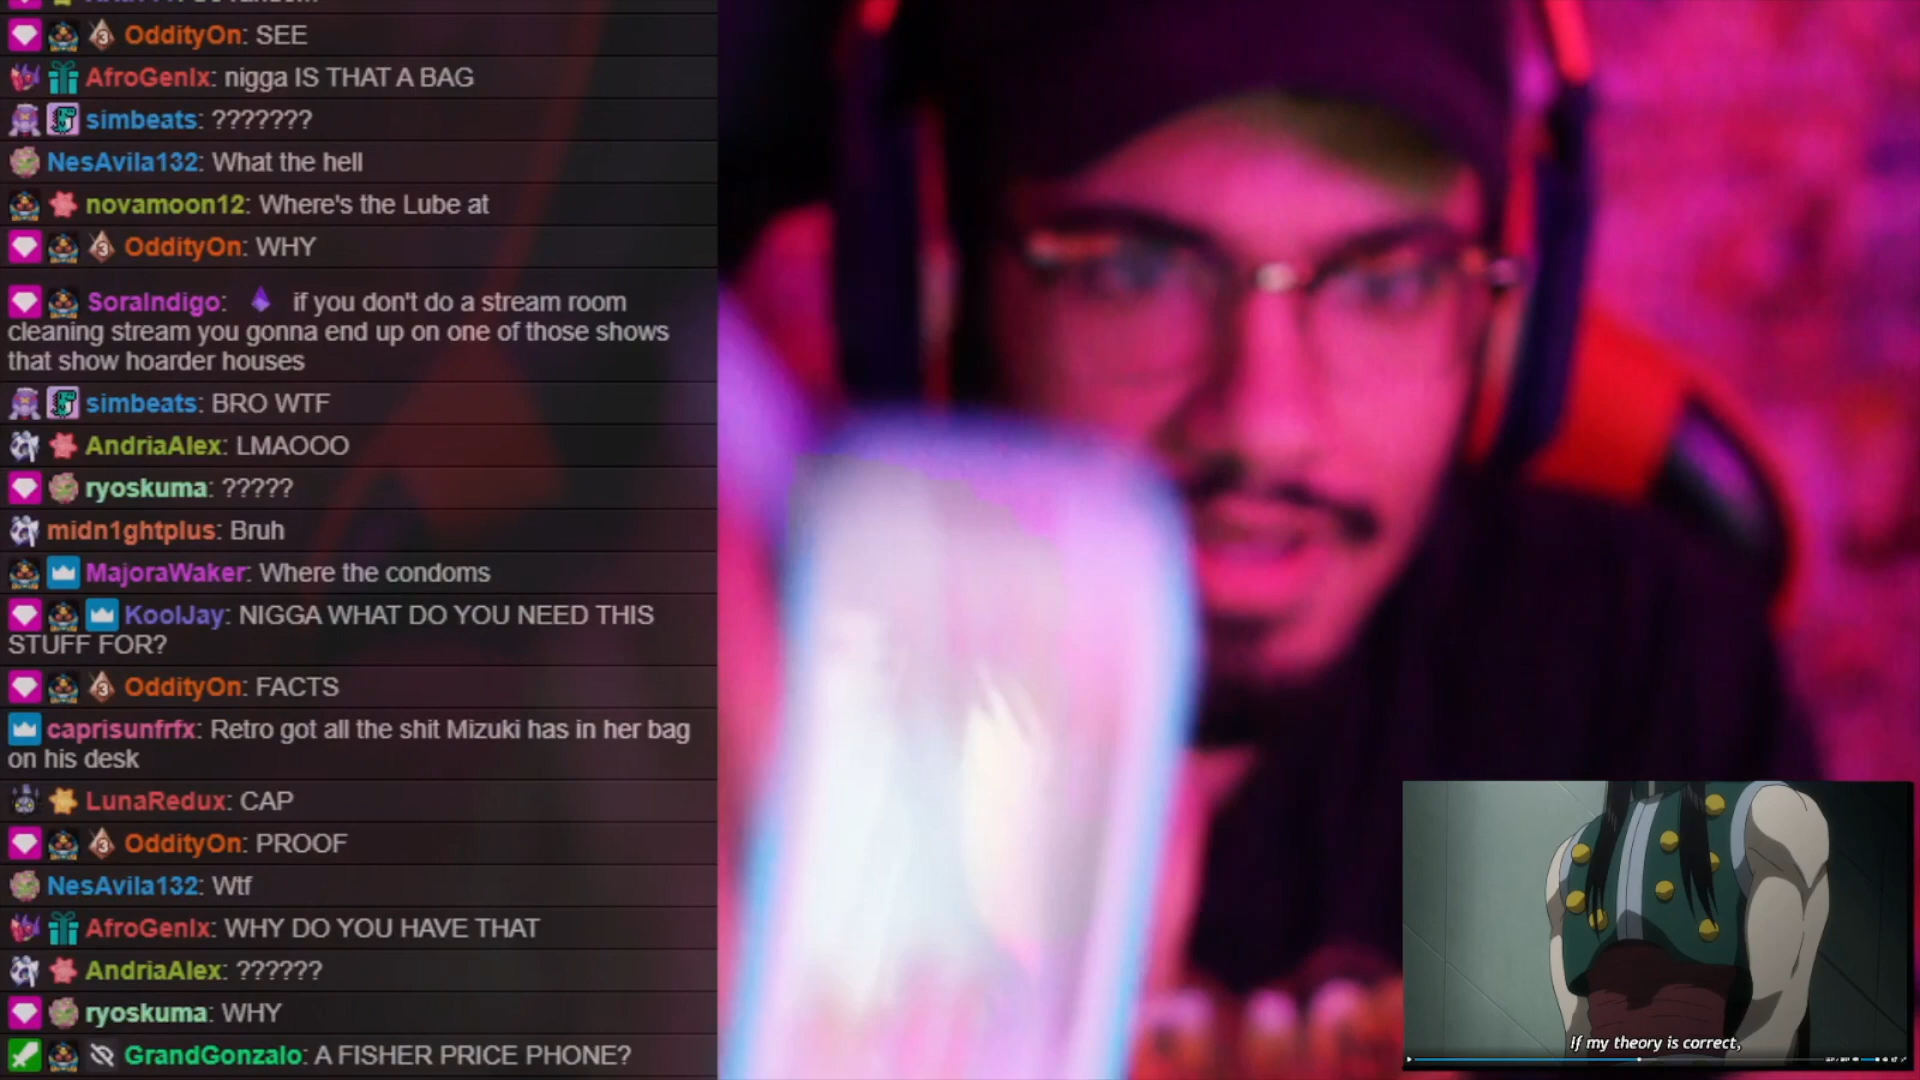 OddityOn: SEE
AfroGenIx: nigga IS THAT A BAG
simbeats: ???????
NesAvila132: What the hell
novamoon12: Where's the Lube at
OddityOn: WHY
SoraIndigo: if you don't do a stream room
cleaning stream you gonna end up on one of those shows
that show hoarder houses
simbeats: BRO WTF
AndriaAlex: LMAOOO
ryoskuma: ?????
midn1ghtplus: Bruh
MajoraWaker: Where the condoms
KoolJay: NIGGA WHAT DO YOU NEED THIS
STUFF FOR?
OddityOn: FACTS
caprisunfrfx: Retro got all the shit Mizuki has in her bag
on his desk
LunaRedux: CAP
OddityOn: PROOF
NesAvila132: Wtf
AfroGenIx: WHY DO YOU HAVE THAT
AndriaAlex: ??????
ryoskuma: WHY
GrandGonzalo: A FISHER PRICE PHONE?
If my theory is correct,